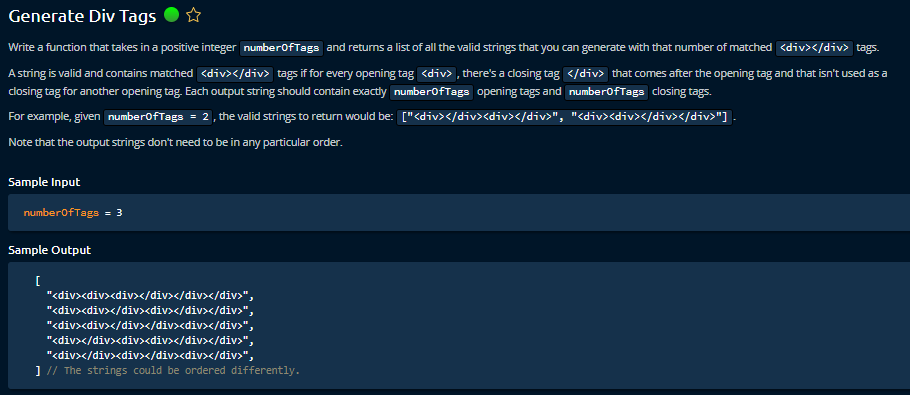 Generate Div Tags
Write a function that takes in a positive integer numberOfTags and returns a list of all the valid strings that you can generate with that number of matched <div></div> tags.
A string is valid and contains matched <div></div> tags if for every opening tag <div>, there's a closing tag </div> that comes after the opening tag and that isn't used as a
closing tag for another opening tag. Each output string should contain exactly numberOfTags opening tags and numberOfTags closing tags.
For example, given numberOfTags = 2, the valid strings to return would be: ["<div></div><div></div>", "<div><div></div></div>"].
Note that the output strings don't need to be in any particular order.
Sample Input
numberOfTags = 3
Sample Output
[
"<div><div><div></div></div></div>",
"<div><div></div><div></div></div>",
"<div><div></div></div><div></div>",
"<div></div><div><div></div></div>",
"<div></div><div></div><div></div>",
] // The strings could be ordered differently.